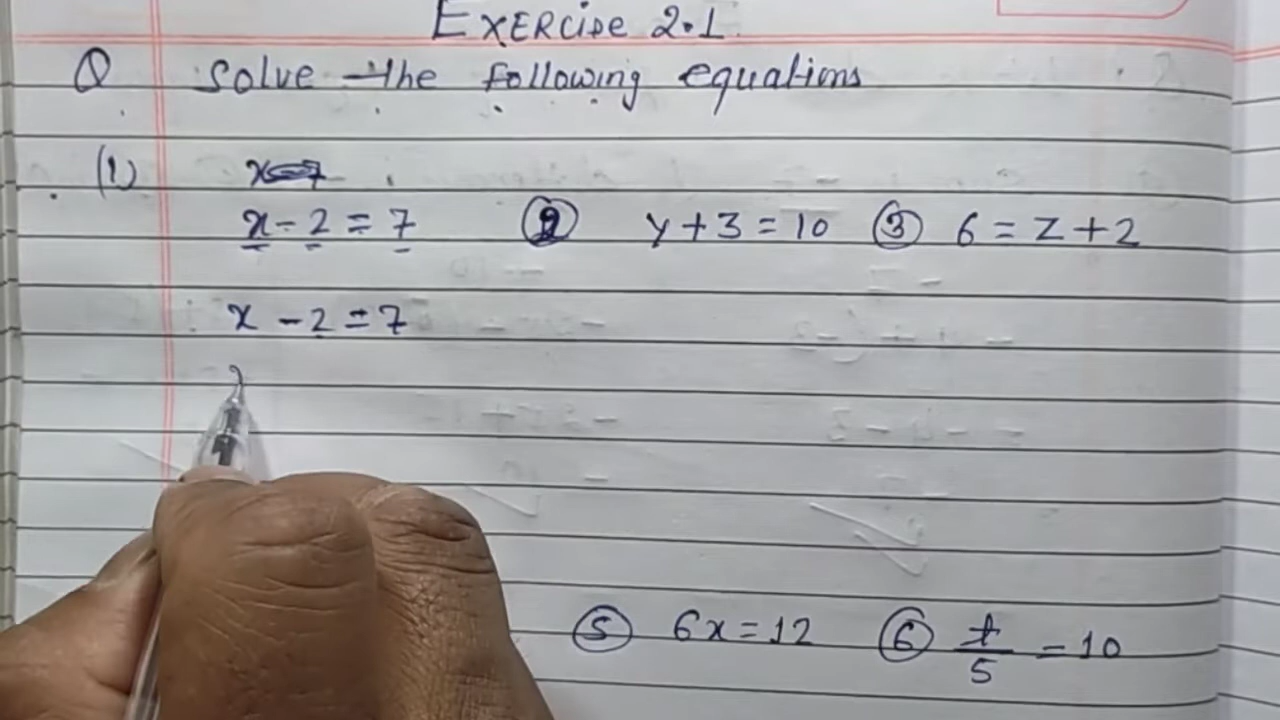 EXERCISE 2.1
Q Solve the following equations
(1)
x - 2 = 7 2 y + 3 = 10 3 6 = z + 2
x - 2 = 7
5 6x = 12 6 t/5 = 10